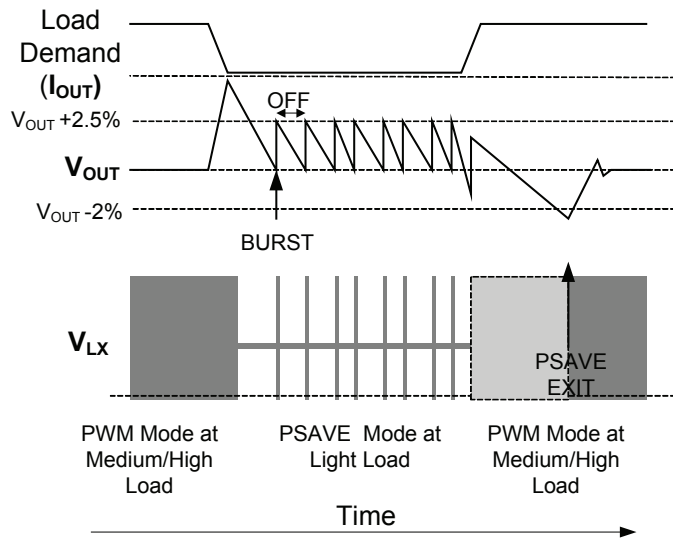 Load
Demand
(IOUT)
VOUT +2.5%
OFF
VOUT
VOUT -2%
BURST
VLX
PSAVE
EXIT
PWM Mode at
Medium/High
Load
PSAVE Mode at
Light Load
PWM Mode at
Medium/High
Load
Time